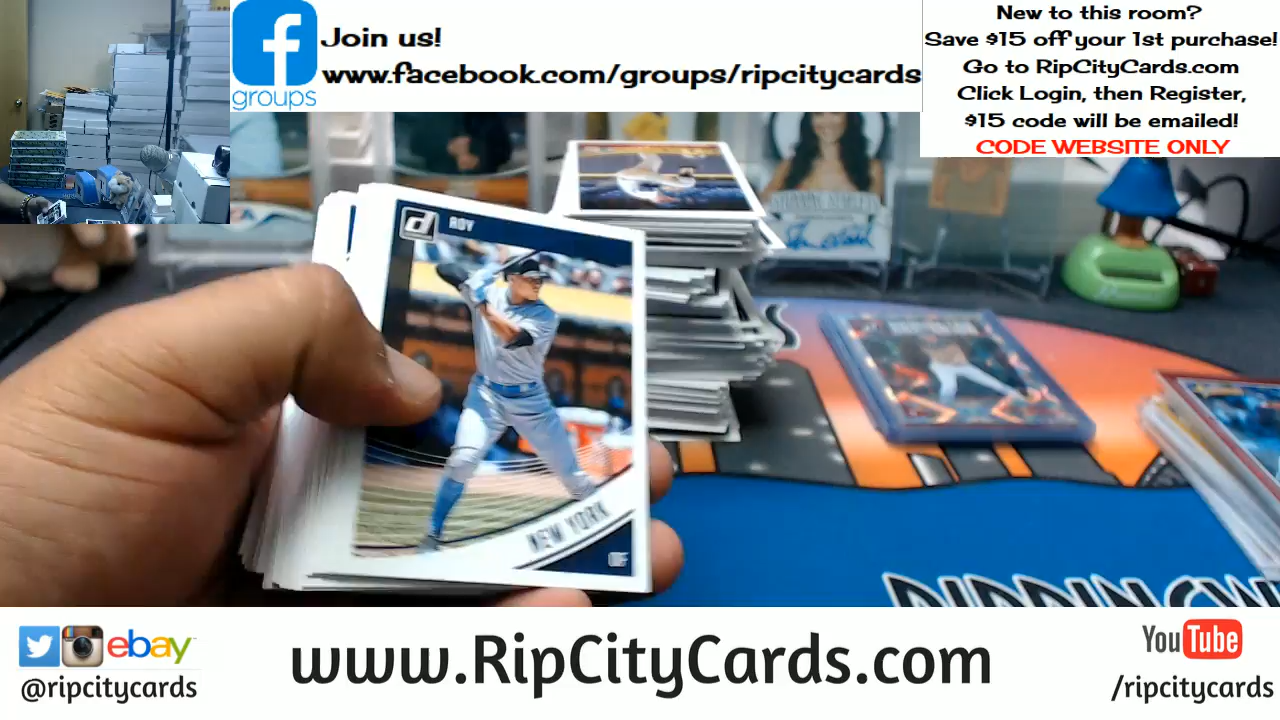 groups
Join us!
www.facebook.com/groups/ripcitycards
New to this room?
Save $15 off your 1st purchase!
Go to RipCityCards.com
Click Login, then Register,
$15 code will be emailed!
CODE WEBSITE ONLY
ROY
NEW YORK
OF
ebay
@ripcitycards
www.RipCityCards.com
YouTube
/ripcitycards